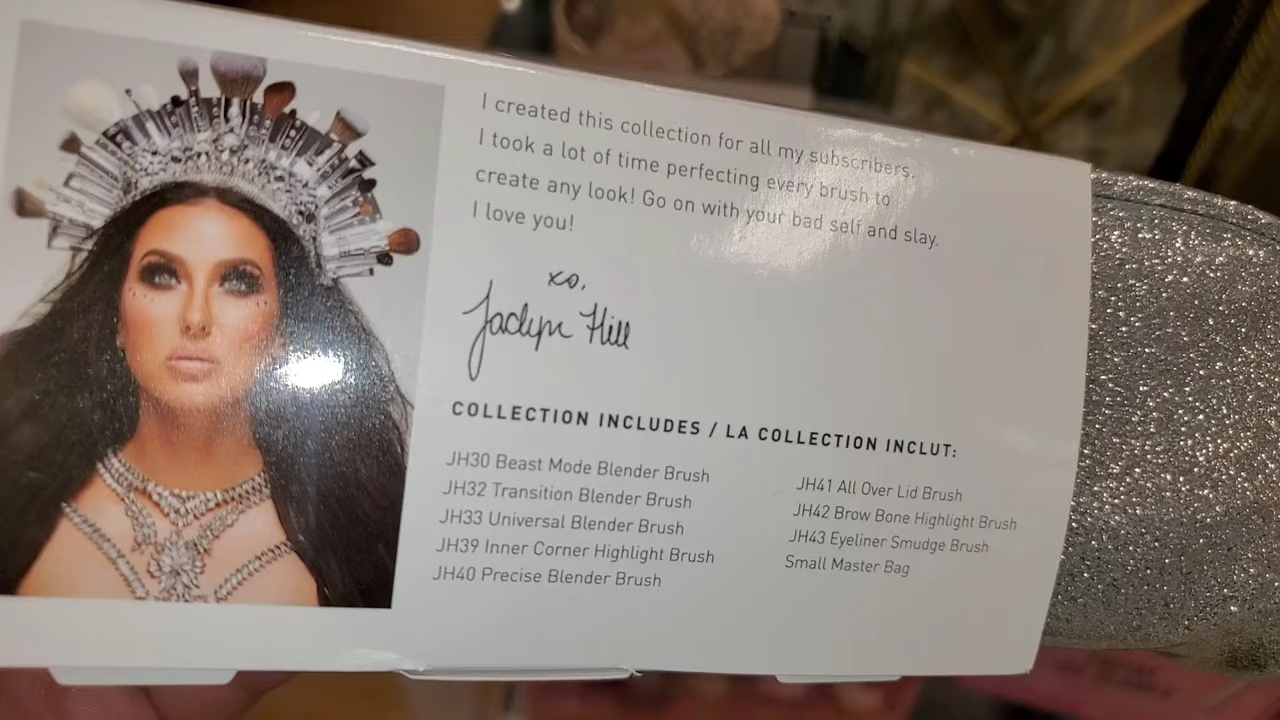 I created this collection for all my subscribers.
I took a lot of time perfecting every brush to
create any look! Go on with your bad self and slay.
I love you!
xo,
Jaclyn Hill
COLLECTION INCLUDES / LA COLLECTION INCLUT:
JH30 Beast Mode Blender Brush
JH32 Transition Blender Brush
JH33 Universal Blender Brush
JH39 Inner Corner Highlight Brush
JH40 Precise Blender Brush
JH41 All Over Lid Brush
JH42 Brow Bone Highlight Brush
JH43 Eyeliner Smudge Brush
Small Master Bag